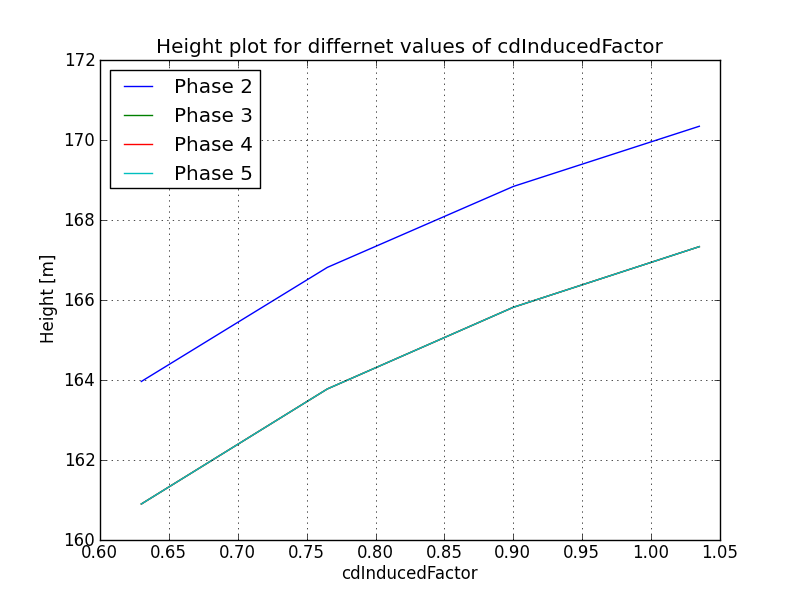 Height plot for differnet values of cdInducedFactor
172
170
168
166
164
162
160
Height [m]
Phase 2
Phase 3
Phase 4
Phase 5
0.60 0.65 0.70 0.75 0.80 0.85 0.90 0.95 1.00 1.05
cdInducedFactor